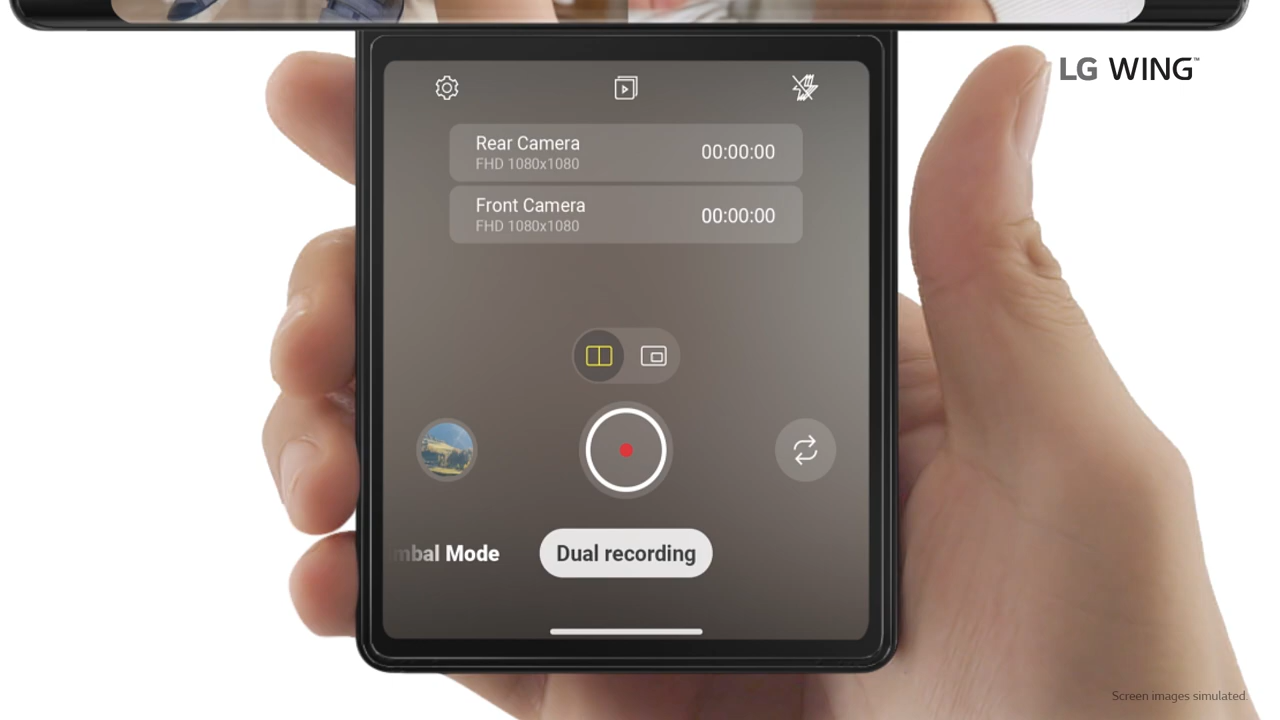 LG WING™
Rear Camera
FHD 1080x1080
00:00:00
Front Camera
FHD 1080x1080
00:00:00
mbal Mode
Dual recording
Screen images simulated.